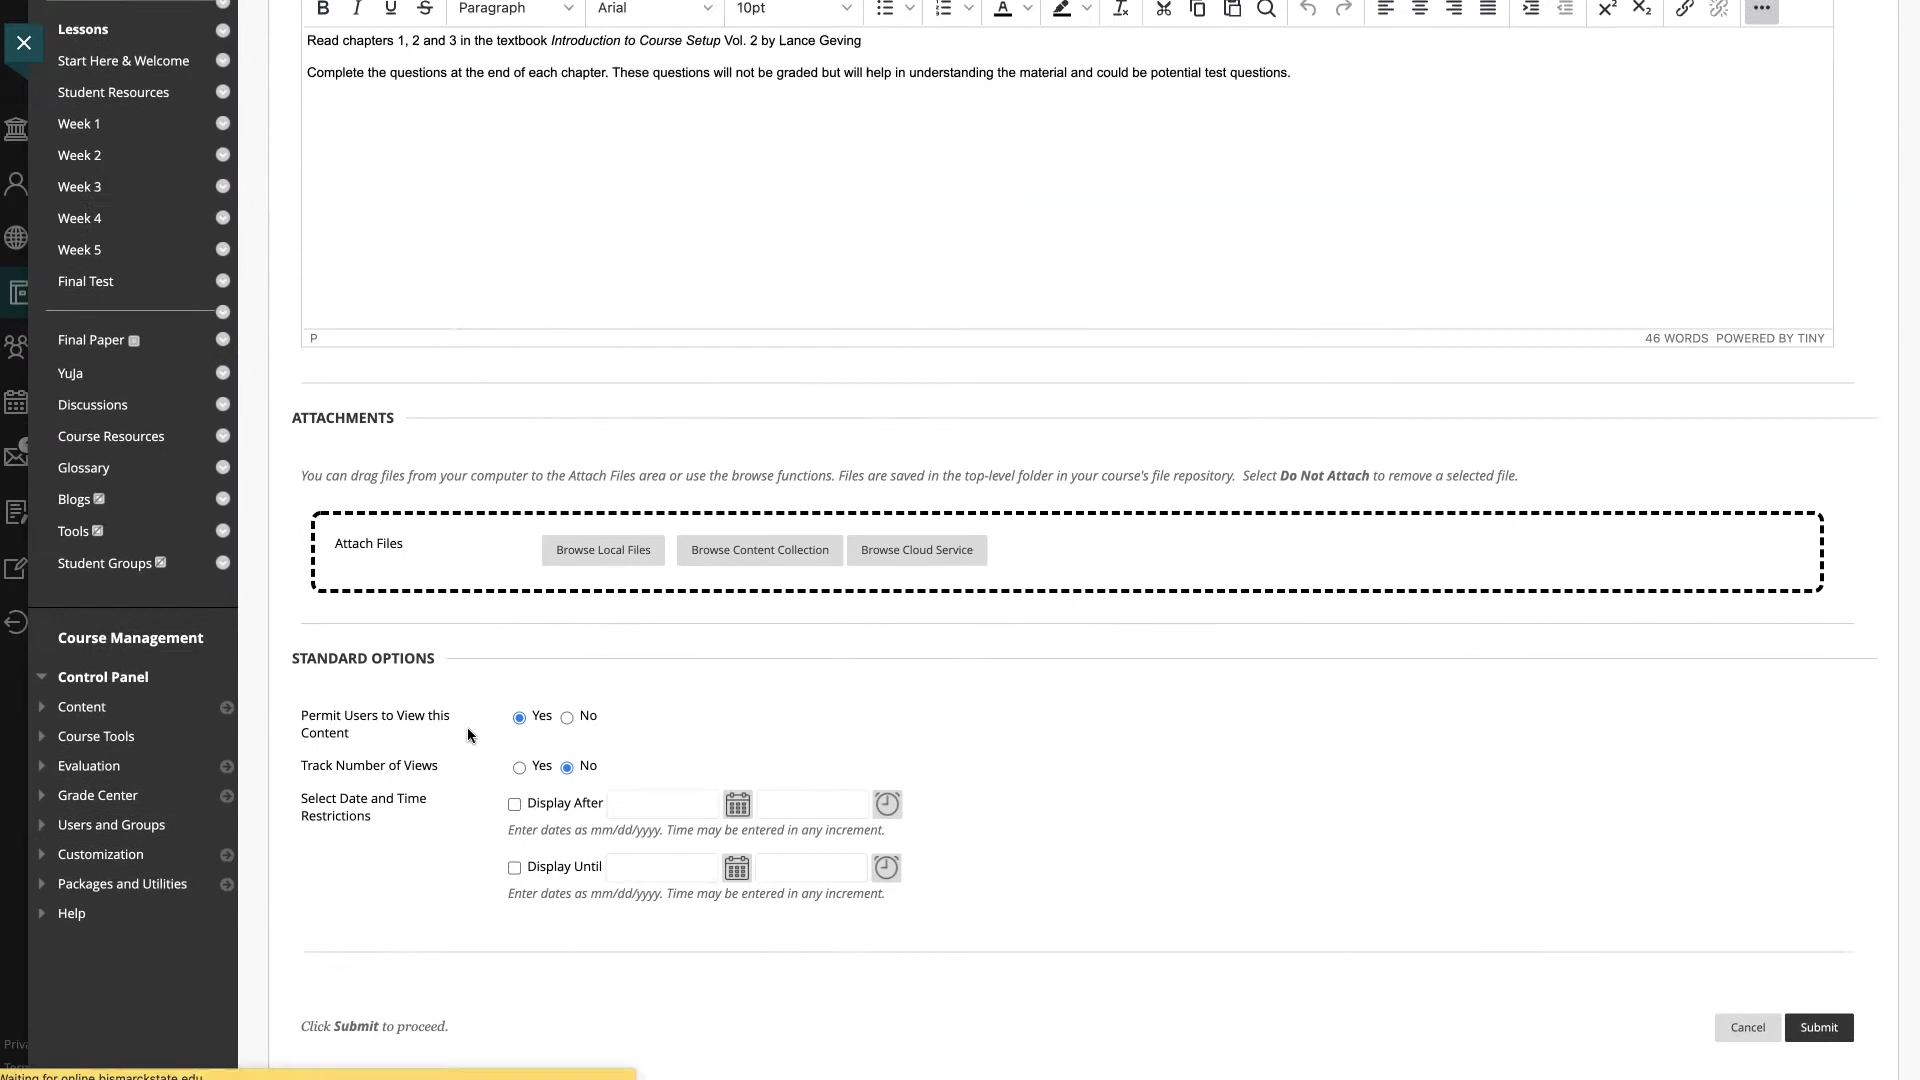 Paragraph
Arial
10pt
Lessons
Start Here & Welcome
Student Resources
Week 1
Week 2
Week 3
Week 4
Week 5
Final Test
Final Paper
YuJa
Discussions
Course Resources
Glossary
Blogs
Tools
Student Groups
Course Management
Control Panel
Content
Course Tools
Evaluation
Grade Center
Users and Groups
Customization
Packages and Utilities
Help
Read chapters 1, 2 and 3 in the textbook Introduction to Course Setup Vol. 2 by Lance Geving
Complete the questions at the end of each chapter. These questions will not be graded but will help in understanding the material and could be potential test questions.
P
46 WORDS POWERED BY TINY
ATTACHMENTS
You can drag files from your computer to the Attach Files area or use the browse functions. Files are saved in the top-level folder in your course's file repository. Select Do Not Attach to remove a selected file.
Attach Files
Browse Local Files
Browse Content Collection
Browse Cloud Service
STANDARD OPTIONS
Permit Users to View this
Content
Yes No
Track Number of Views
Yes No
Select Date and Time
Restrictions
Display After
Enter dates as mm/dd/yyyy. Time may be entered in any increment.
Display Until
Enter dates as mm/dd/yyyy. Time may be entered in any increment.
Click Submit to proceed.
Cancel
Submit
Priva
Waiting for online.bismarckstate.edu